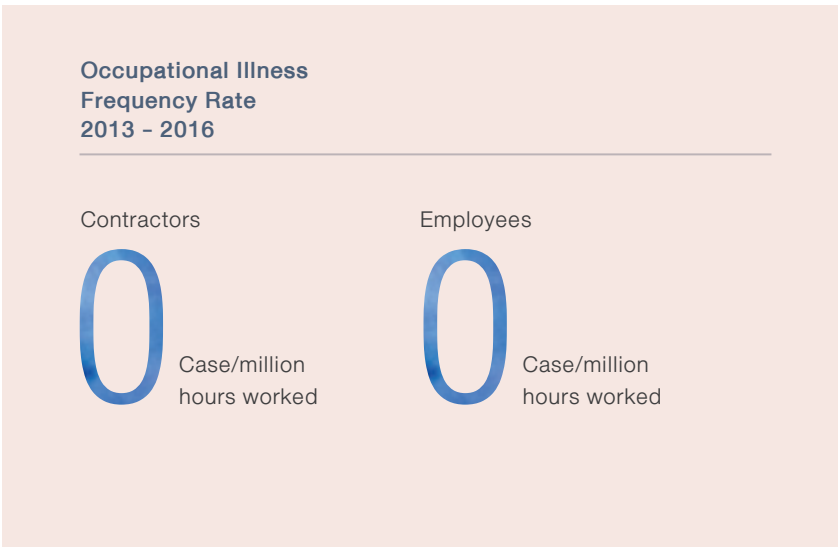 Occupational Illness
Frequency Rate
2013 – 2016
Contractors
0
Case/million
hours worked
Employees
0
Case/million
hours worked